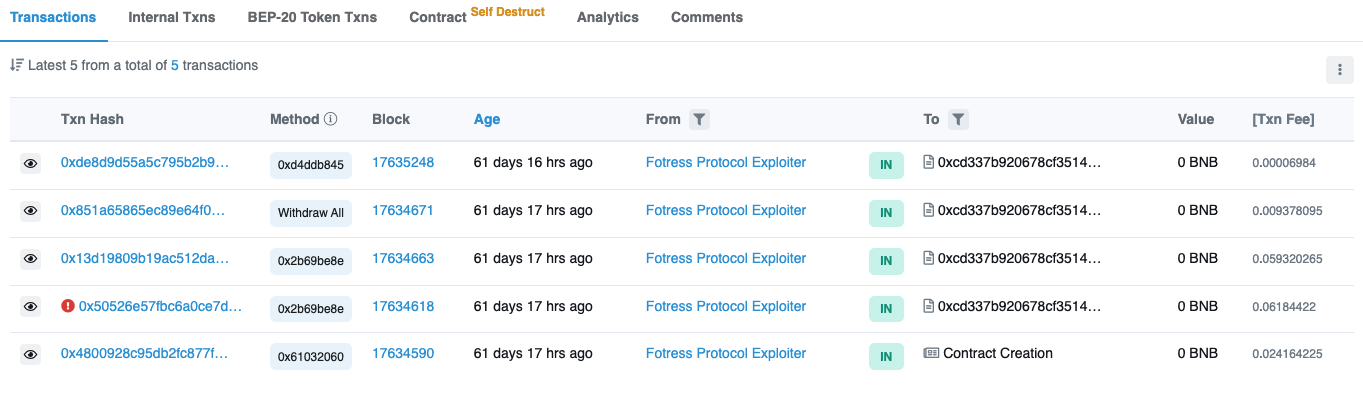 Transactions Internal Txns BEP-20 Token Txns Contract Self Destruct Analytics Comments
Latest 5 from a total of 5 transactions
Txn Hash Method Block Age From To Value [Txn Fee]
0xde8d9d55a5c795b2b9... 0xd4ddb845 17635248 61 days 16 hrs ago Fotress Protocol Exploiter IN 0xcd337b920678cf3514... 0 BNB 0.00006984
0x851a65865ec89e64f0... Withdraw All 17634671 61 days 17 hrs ago Fotress Protocol Exploiter IN 0xcd337b920678cf3514... 0 BNB 0.009378095
0x13d19809b19ac512da... 0x2b69be8e 17634663 61 days 17 hrs ago Fotress Protocol Exploiter IN 0xcd337b920678cf3514... 0 BNB 0.059320265
0x50526e57fbc6a0ce7d... 0x2b69be8e 17634618 61 days 17 hrs ago Fotress Protocol Exploiter IN 0xcd337b920678cf3514... 0 BNB 0.06184422
0x4800928c95db2fc877f... 0x61032060 17634590 61 days 17 hrs ago Fotress Protocol Exploiter IN Contract Creation 0 BNB 0.024164225